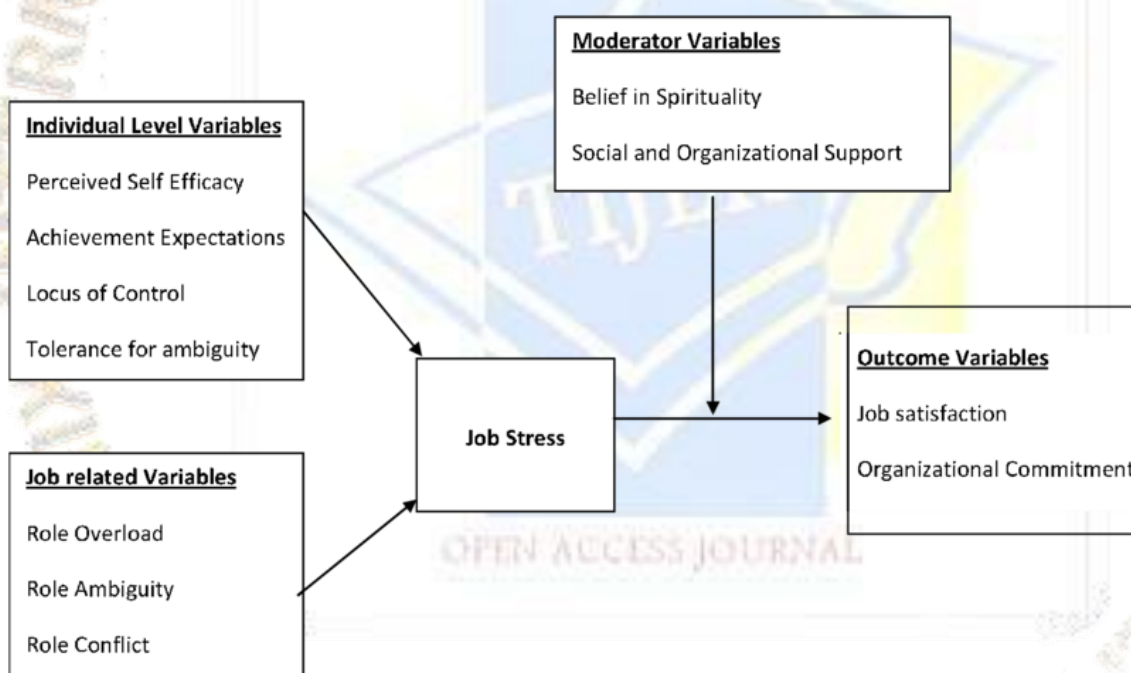 Moderator Variables
Belief in Spirituality
Social and Organizational Support
Individual Level Variables
Perceived Self Efficacy
Achievement Expectations
Locus of Control
Tolerance for ambiguity
Job Stress
Outcome Variables
Job satisfaction
Organizational Commitment
Job related Variables
Role Overload
Role Ambiguity
Role Conflict
OPEN ACCESS JOURNAL